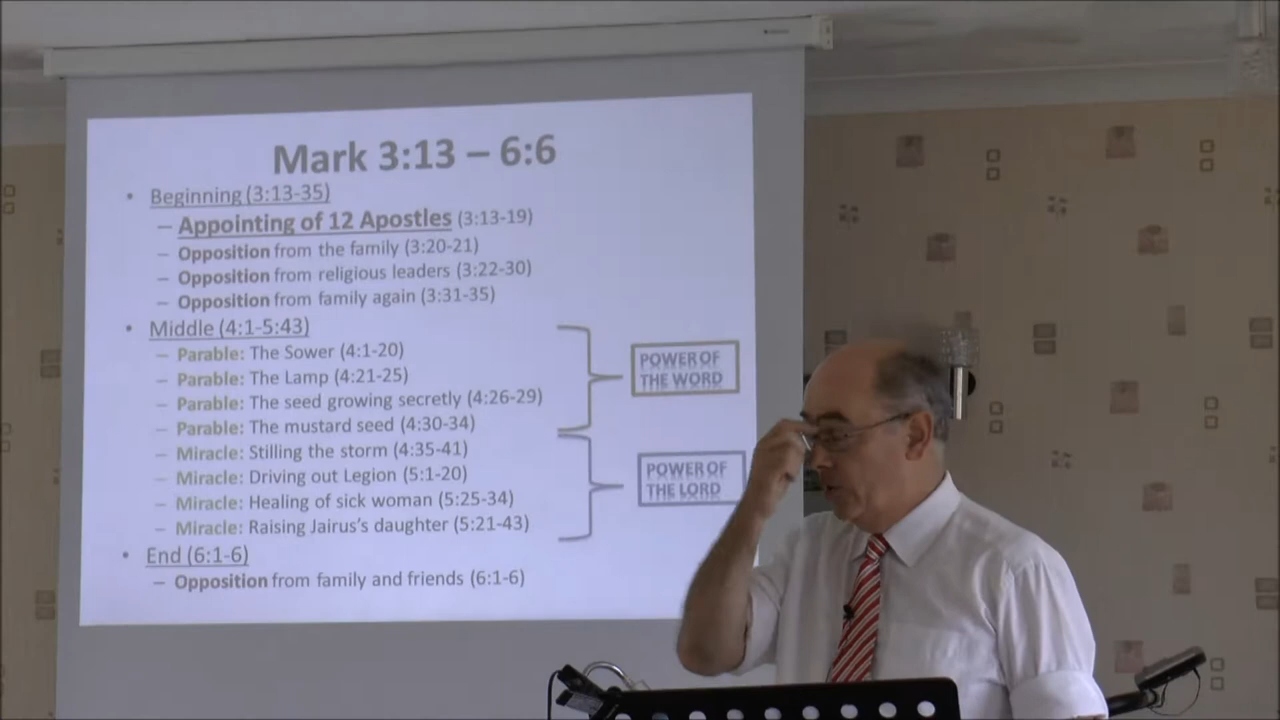 Mark 3:13 – 6:6
• Beginning (3:13-35)
– Appointing of 12 Apostles (3:13-19)
– Opposition from the family (3:20-21)
– Opposition from religious leaders (3:22-30)
– Opposition from family again (3:31-35)
• Middle (4:1-5:43)
– Parable: The Sower (4:1-20)
– Parable: The Lamp (4:21-25)
– Parable: The seed growing secretly (4:26-29)
– Parable: The mustard seed (4:30-34)
– Miracle: Stilling the storm (4:35-41)
– Miracle: Driving out Legion (5:1-20)
– Miracle: Healing of sick woman (5:25-34)
– Miracle: Raising Jairus's daughter (5:21-43)
• End (6:1-6)
– Opposition from family and friends (6:1-6)
POWER OF
THE WORD
POWER OF
THE LORD